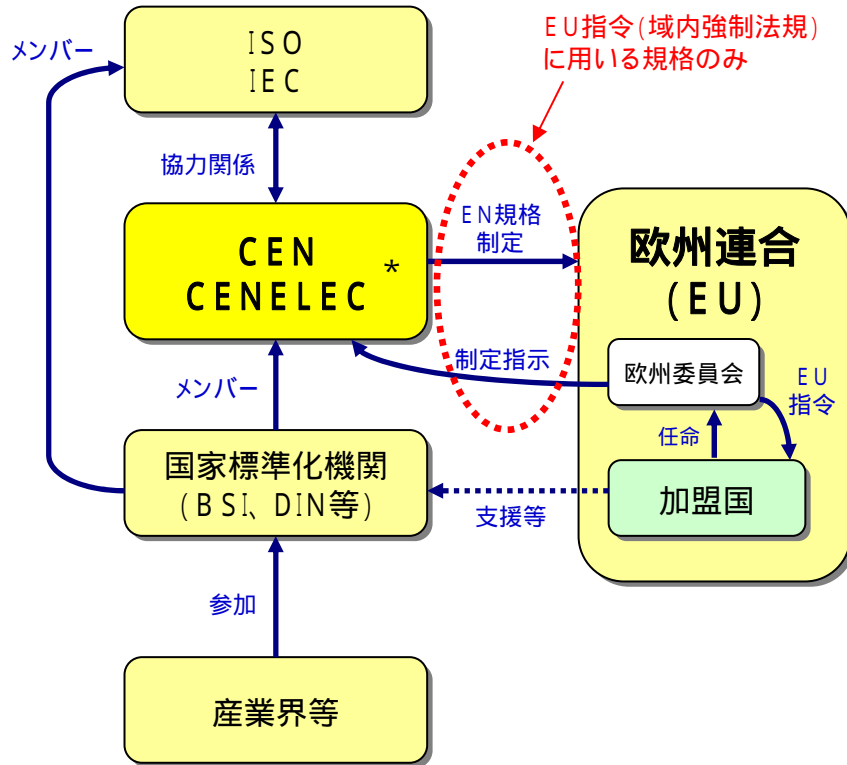 EU指令(域内強制法規)
に用いる規格のみ
メンバー
ISO
IEC
協力関係
EN規格
制定
CEN
CENELEC *
欧州連合
(EU)
制定指示
欧州委員会
EU
指令
メンバー
任命
国家標準化機関
(BSI、DIN等)
支援等
加盟国
参加
産業界等